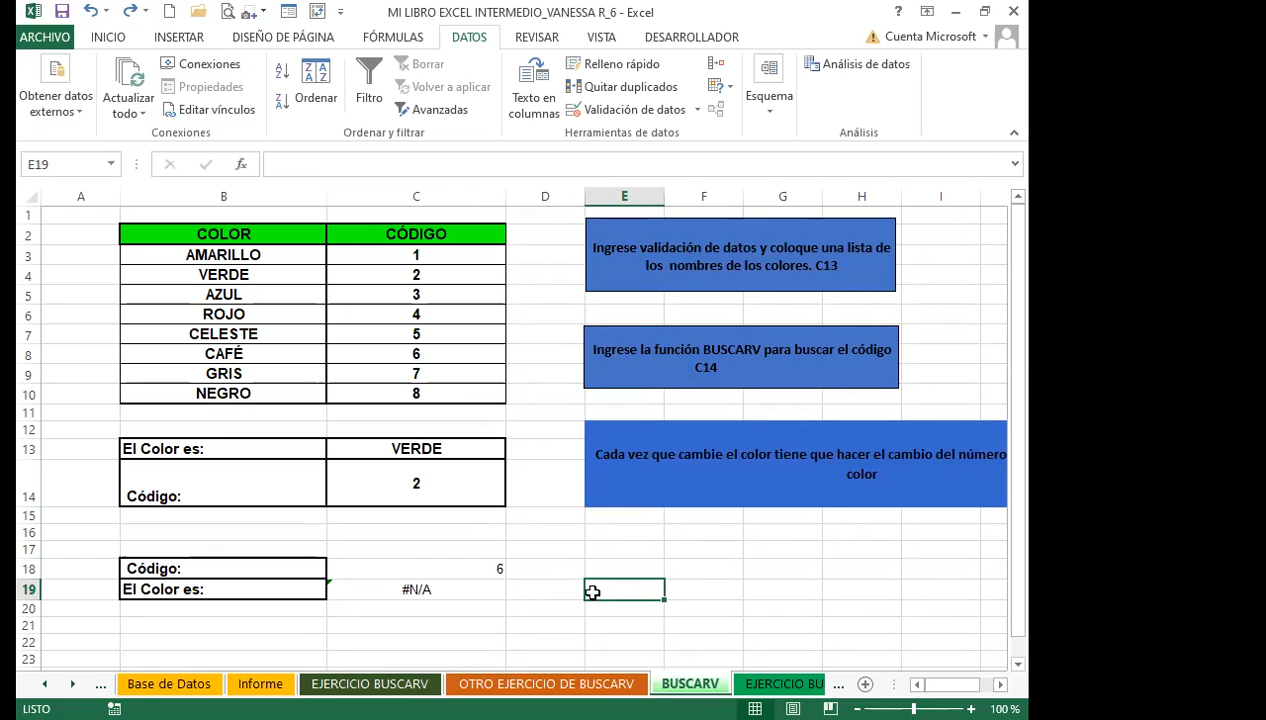 MI LIBRO EXCEL INTERMEDIO_VANESSA R_6 - Excel
?
ARCHIVO INICIO INSERTAR DISEÑO DE PÁGINA FÓRMULAS DATOS REVISAR VISTA DESARROLLADOR Cuenta Microsoft
Obtener datos externos
Actualizar todo
Conexiones
Propiedades
Editar vínculos
Conexiones
Ordenar
Filtro
Borrar
Volver a aplicar
Avanzadas
Ordenar y filtrar
Texto en columnas
Relleno rápido
Quitar duplicados
Validación de datos
Herramientas de datos
Esquema
Análisis de datos
Análisis
E19 fx
A B C D E F G H I
1
2 COLOR CÓDIGO
3 AMARILLO 1
4 VERDE 2
5 AZUL 3
6 ROJO 4
7 CELESTE 5
8 CAFÉ 6
9 GRIS 7
10 NEGRO 8
11
12
13 El Color es: VERDE
14 Código: 2
15
16
17
18 Código: 6
19 El Color es: #N/A
20
21
22
23
Ingrese validación de datos y coloque una lista de
los nombres de los colores. C13
Ingrese la función BUSCARV para buscar el código
C14
Cada vez que cambie el color tiene que hacer el cambio del número
color
... Base de Datos Informe EJERCICIO BUSCARV OTRO EJERCICIO DE BUSCARV BUSCARV EJERCICIO BU ...
LISTO 100 %